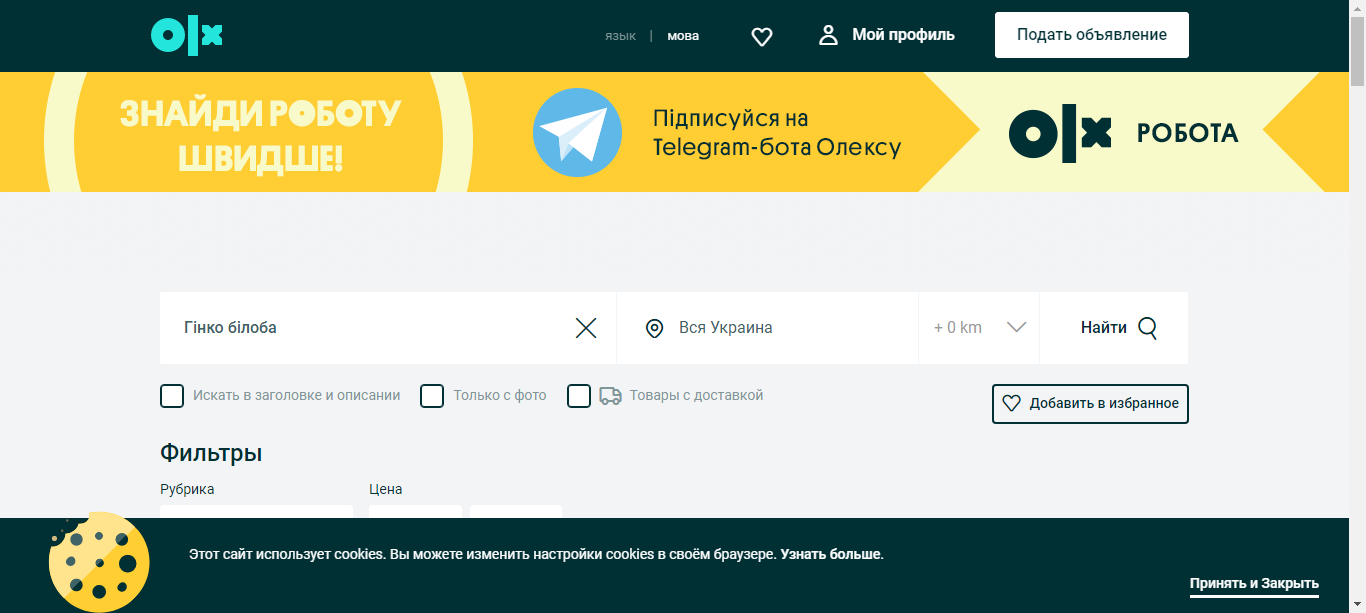 olx
язык | мова
Мой профиль
Подать объявление
ЗНАЙДИ РОБОТУ
ШВИДШЕ!
Підписуйся на
Telegram-бота Олексу
olx РОБОТА
Гінко білоба
Вся Украина
+ 0 km
Найти
Искать в заголовке и описании
Только с фото
Товары с доставкой
Добавить в избранное
Фильтры
Рубрика
Цена
Этот сайт использует cookies. Вы можете изменить настройки cookies в своём браузере. Узнать больше.
Принять и Закрыть